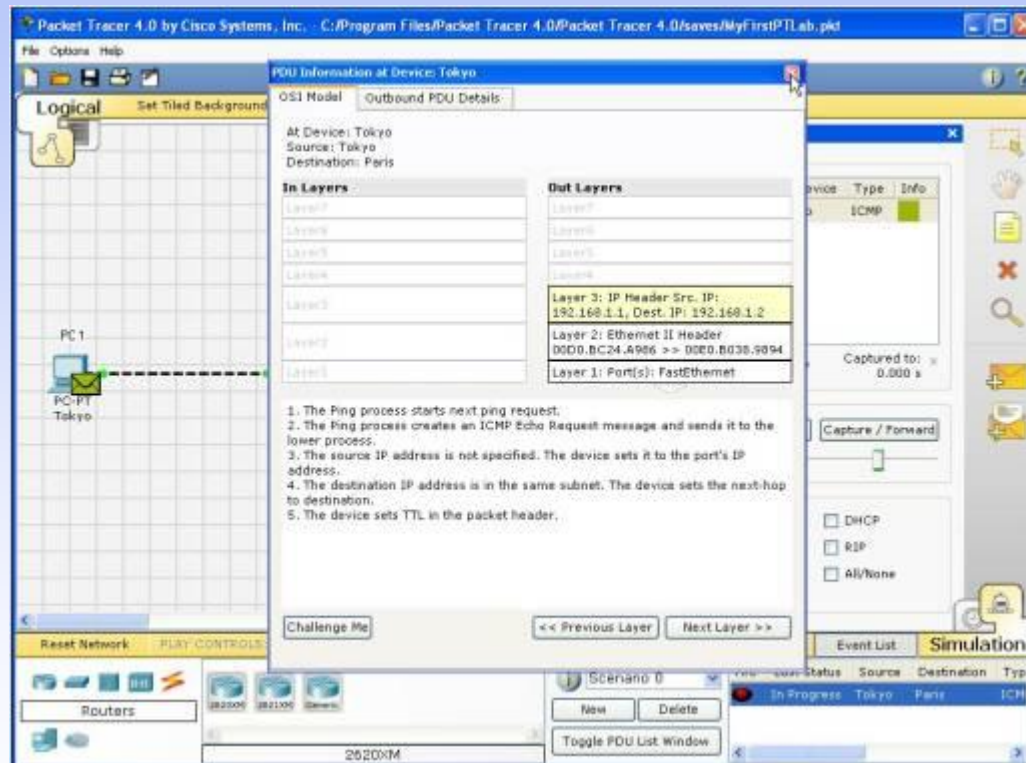 Packet Tracer 4.0 by Cisco Systems, Inc. - C:/Program Files/Packet Tracer 4.0/Packet Tracer 4.0/saves/MyFirstPTLab.pkt
File Options Help
Logical Set Tiled Background
PDU Information at Device: Tokyo
OSI Model Outbound PDU Details
At Device: Tokyo
Source: Tokyo
Destination: Paris
In Layers Out Layers
Layer7 Layer7
Layer6 Layer6
Layer5 Layer5
Layer4 Layer4
Layer3
Layer 3: IP Header Src. IP:
192.168.1.1, Dest. IP: 192.168.1.2
Layer2
Layer 2: Ethernet II Header
00D0.BC24.A986 >> 00E0.B038.9894
Layer1
Layer 1: Port(s): FastEthernet
1. The Ping process starts next ping request.
2. The Ping process creates an ICMP Echo Request message and sends it to the
lower process.
3. The source IP address is not specified. The device sets it to the port's IP
address.
4. The destination IP address is in the same subnet. The device sets the next-hop
to destination.
5. The device sets TTL in the packet header.
Challenge Me << Previous Layer Next Layer >>
PC 1
PC-PT
Tokyo
Type Info
ICMP
Captured to:
0.000 s
Capture / Forward
DHCP
RIP
All/None
Reset Network PLAY CONTROLS:
Event List Simulation
Routers
2620XM 2621XM Generic
2620XM
Scenario 0
New Delete
Toggle PDU List Window
Status Source Destination
In Progress Tokyo Paris